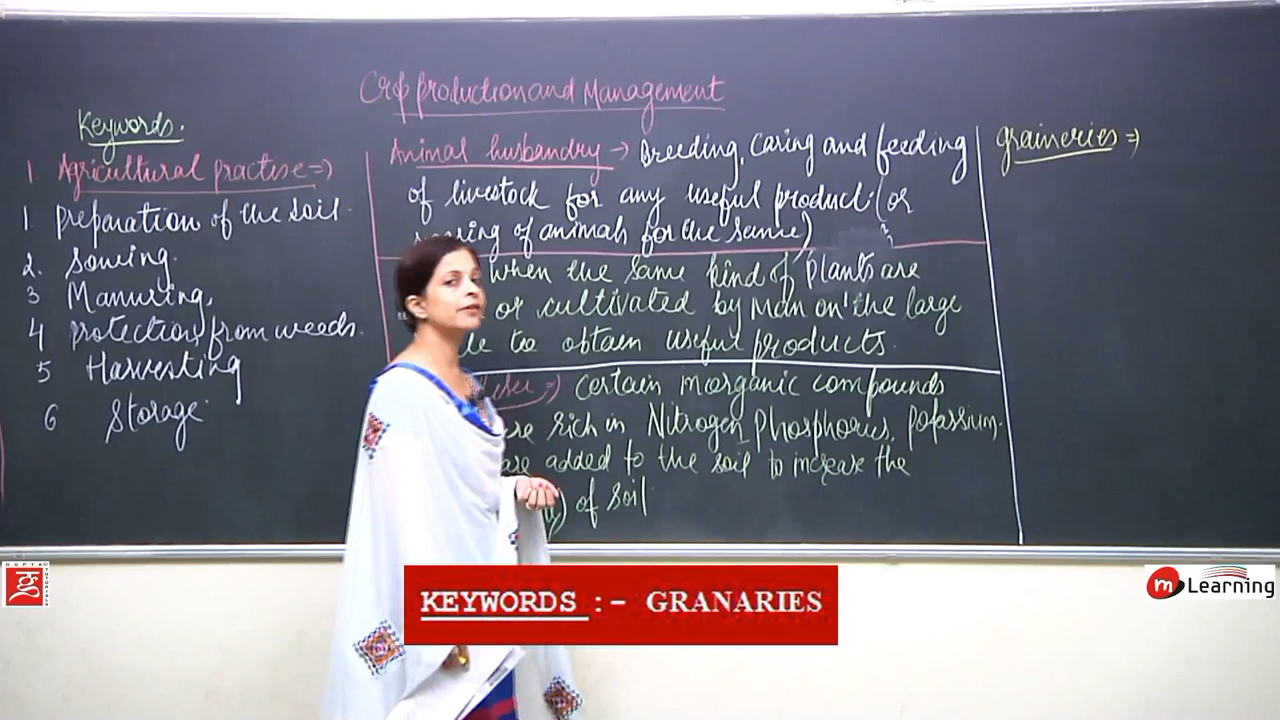 Crop production and Management
Keywords.
1 Agricultural practise =>
1. preparation of the soil.
2. Sowing.
3 Manuring,
4 protection from weeds.
5 Harvesting
6 Storage.
Animal husbandry → Breeding, Caring and feeding
of livestock for any useful product. (or
of animals for the same)
when the same kind of plants are
or cultivated by man on the large
to obtain useful products.
=> Certain inorganic compounds
rich in Nitrogen, phosphorus, potassium.
are added to the soil to increase the
of soil
graineries =>
KEYWORDS :- GRANARIES
GUPTA
TUTORIALS
m Learning